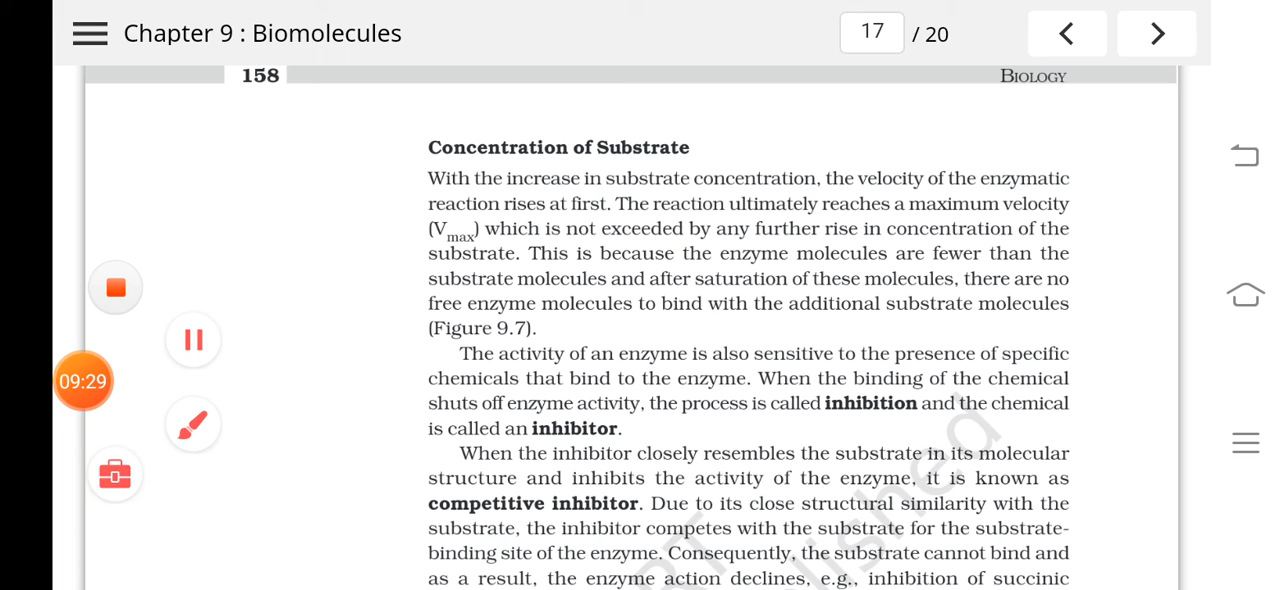 Chapter 9 : Biomolecules
17 / 20
158
BIOLOGY
Concentration of Substrate
With the increase in substrate concentration, the velocity of the enzymatic
reaction rises at first. The reaction ultimately reaches a maximum velocity
(Vmax) which is not exceeded by any further rise in concentration of the
substrate. This is because the enzyme molecules are fewer than the
substrate molecules and after saturation of these molecules, there are no
free enzyme molecules to bind with the additional substrate molecules
(Figure 9.7).
The activity of an enzyme is also sensitive to the presence of specific
chemicals that bind to the enzyme. When the binding of the chemical
shuts off enzyme activity, the process is called inhibition and the chemical
is called an inhibitor.
When the inhibitor closely resembles the substrate in its molecular
structure and inhibits the activity of the enzyme, it is known as
competitive inhibitor. Due to its close structural similarity with the
substrate, the inhibitor competes with the substrate for the substrate-
binding site of the enzyme. Consequently, the substrate cannot bind and
as a result, the enzyme action declines, e.g., inhibition of succinic
09:29